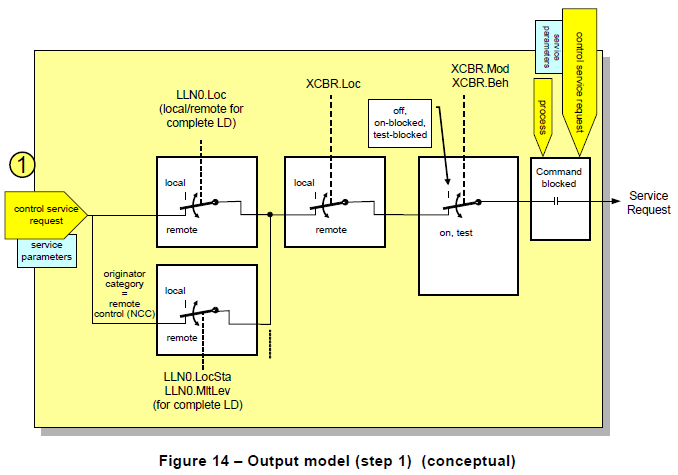 control service request
service
parameters
process
LLN0.Loc
(local/remote for
complete LD)
XCBR.Loc
XCBR.Mod
XCBR.Beh
off,
on-blocked,
test-blocked
1
control service
request
service
parameters
local
remote
local
remote
on, test
Command
blocked
Service
Request
originator
category
=
remote
control (NCC)
local
remote
LLN0.LocSta
LLN0.MltLev
(for complete LD)
Figure 14 – Output model (step 1) (conceptual)